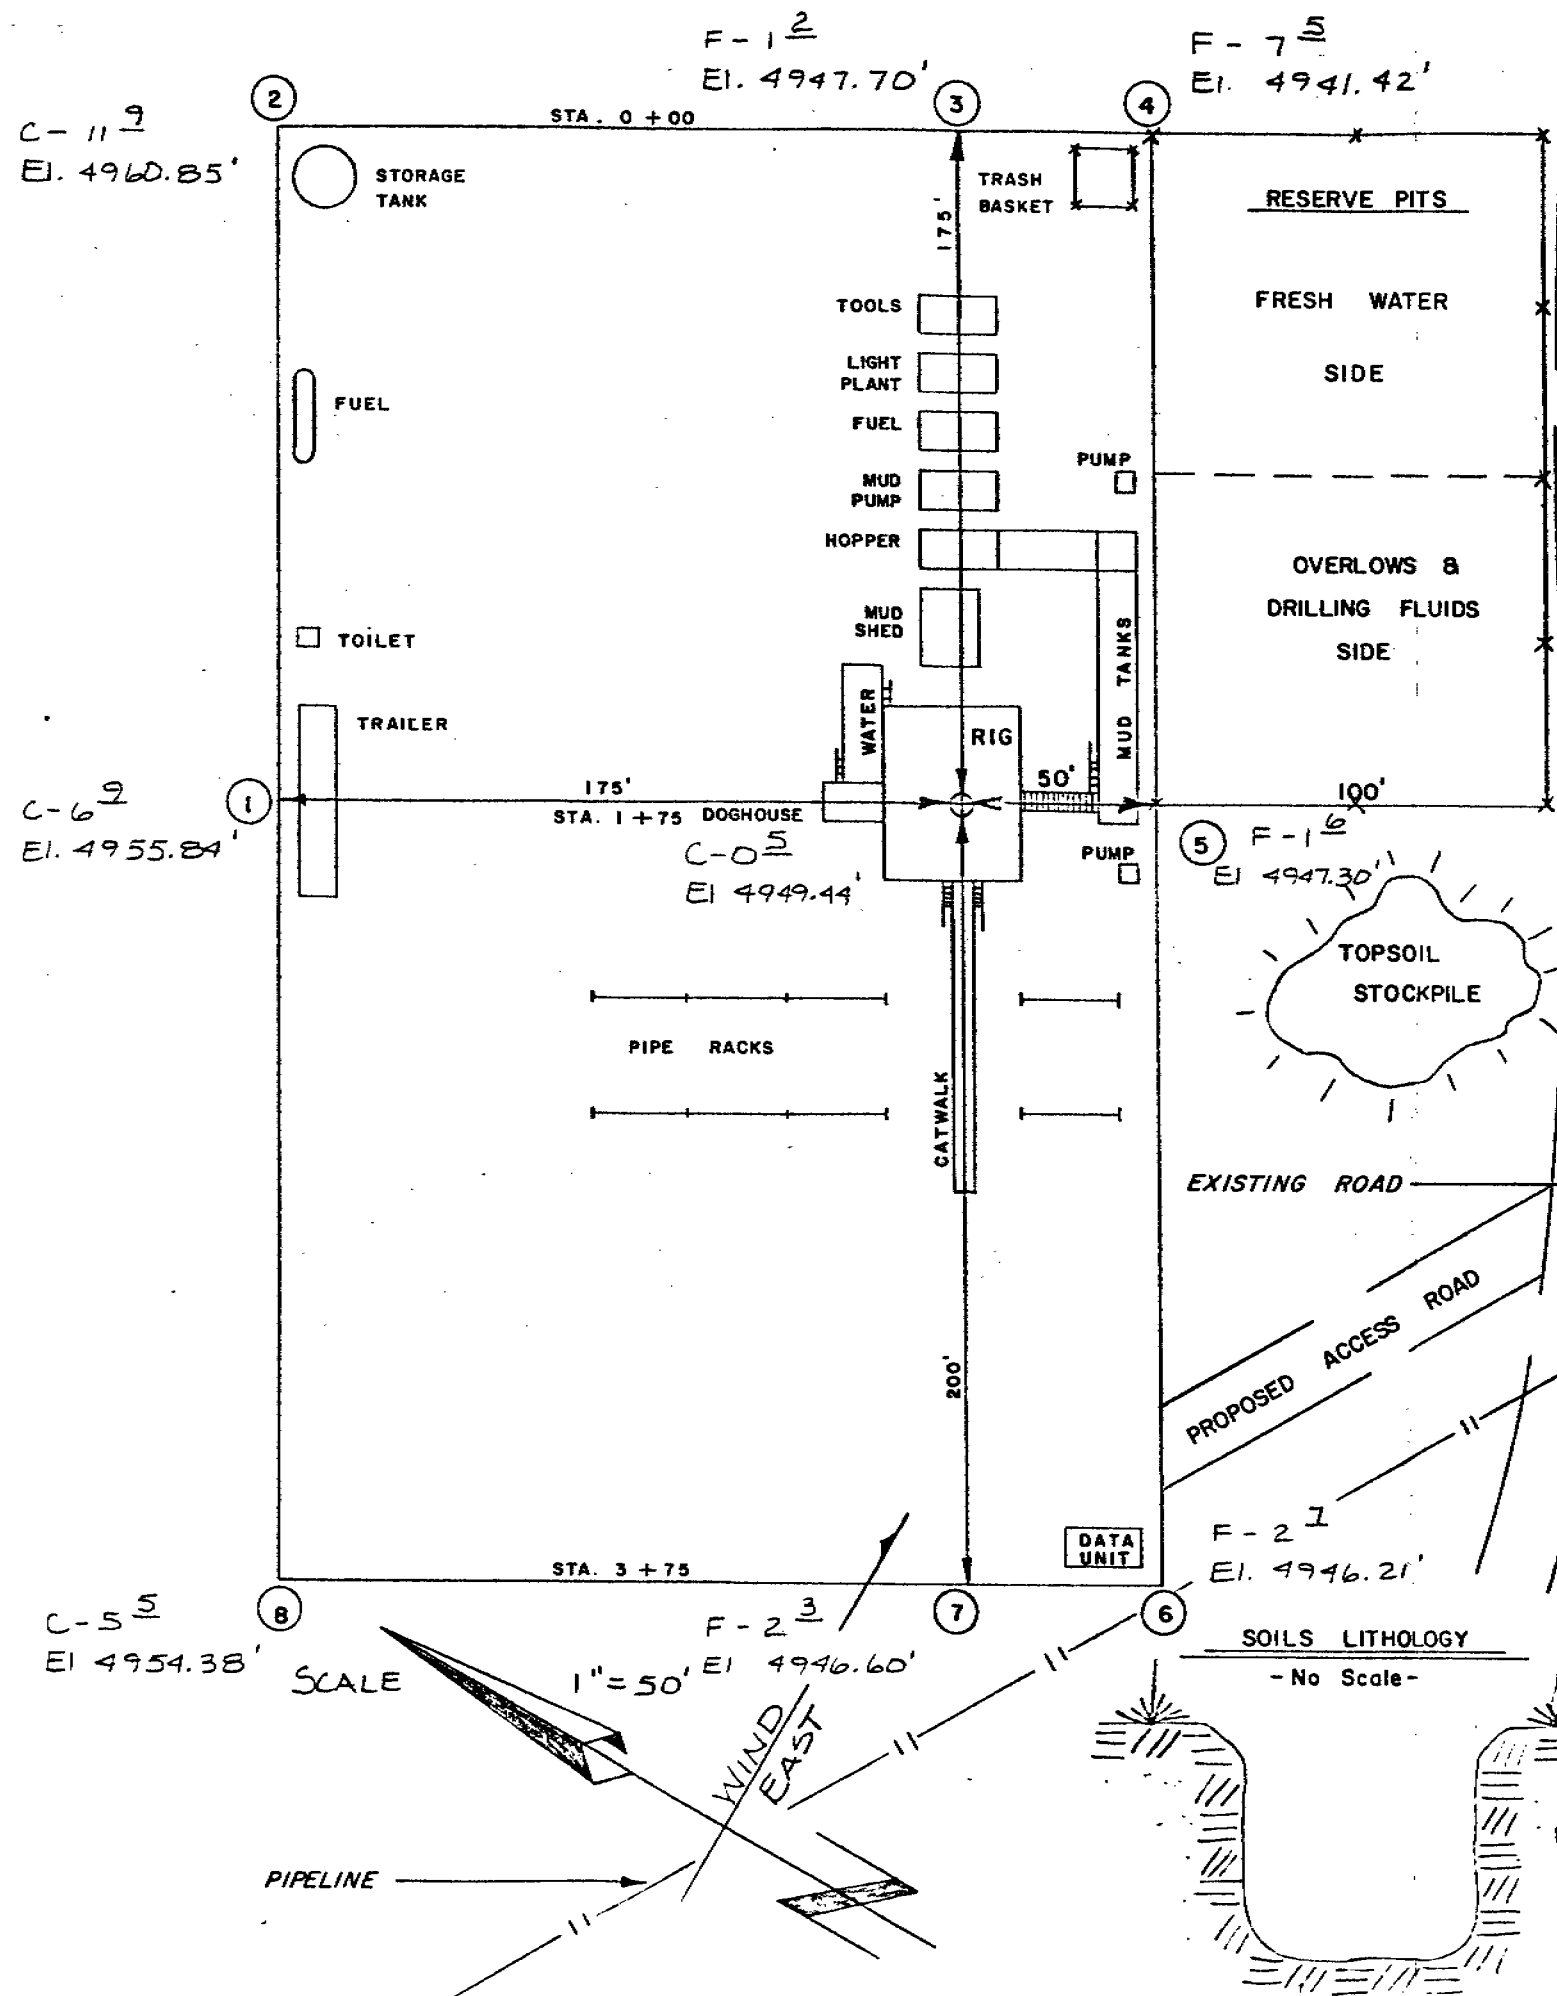 F - 1 2
El. 4947.70'
F - 7 5
El. 4941.42'
2
3
4
STA. 0 + 00
C - 11 9
El. 4960.85'
STORAGE
TANK
TRASH
BASKET
175'
RESERVE PITS
FRESH WATER
SIDE
TOOLS
LIGHT
PLANT
FUEL
FUEL
MUD
PUMP
PUMP
HOPPER
OVERLOWS &
DRILLING FLUIDS
SIDE
MUD
SHED
MUD TANKS
TOILET
WATER
TRAILER
RIG
50'
C - 6 9
El. 4955.84'
1
175'
STA. 1 + 75
DOGHOUSE
100'
C-0 5
El 4949.44'
PUMP
5
F - 1 6
El 4947.30'
TOPSOIL
STOCKPILE
PIPE RACKS
CATWALK
EXISTING ROAD
PROPOSED ACCESS ROAD
200'
DATA
UNIT
F - 2 7
El. 4946.21'
STA. 3 + 75
8
7
6
C - 5 5
El 4954.38'
F - 2 3
El 4946.60'
SCALE 1" = 50'
SOILS LITHOLOGY
- No Scale -
WIND
EAST
PIPELINE